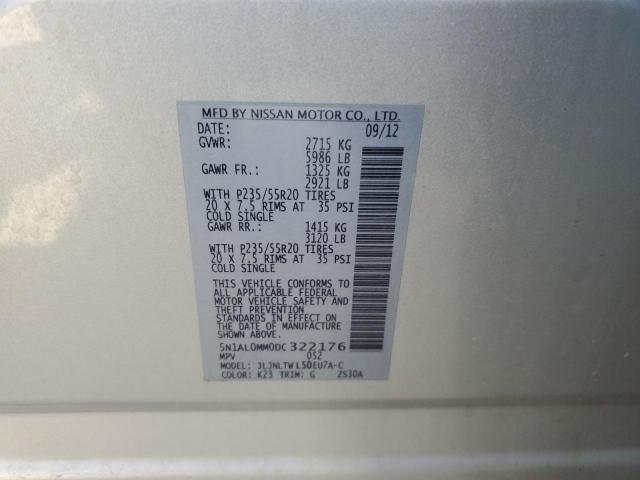 MFD BY NISSAN MOTOR CO., LTD.
DATE: 09/12
GVWR: 2715 KG
5986 LB
GAWR FR.: 1325 KG
2921 LB
WITH P235/55R20 TIRES
20 X 7.5 RIMS AT 35 PSI
COLD SINGLE
GAWR RR.: 1415 KG
3120 LB
WITH P235/55R20 TIRES
20 X 7.5 RIMS AT 35 PSI
COLD SINGLE
THIS VEHICLE CONFORMS TO
ALL APPLICABLE FEDERAL
MOTOR VEHICLE SAFETY AND
THEFT PREVENTION
STANDARDS IN EFFECT ON
THE DATE OF MANUFACTURE
SHOWN ABOVE.
5N1AL0MM0DC322176
MPV 052
MODEL: JLJNLTWL50EU7A-C
COLOR: K23 TRIM: G ZS30A